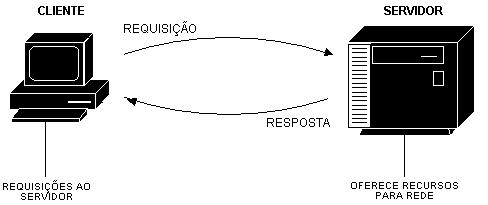 CLIENTE
SERVIDOR
REQUISIÇÃO
RESPOSTA
REQUISIÇÕES AO
SERVIDOR
OFERECE RECURSOS
PARA REDE